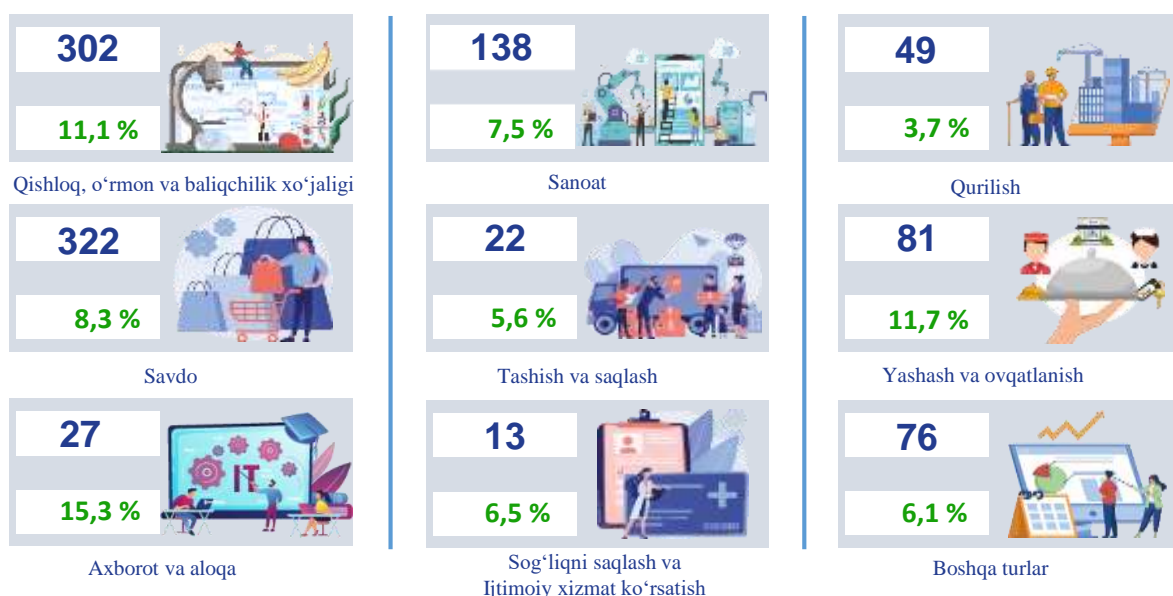 302
11,1 %
Qishloq, o‘rmon va baliqchilik xo‘jaligi
138
7,5 %
Sanoat
49
3,7 %
Qurilish
322
8,3 %
Savdo
22
5,6 %
Tashish va saqlash
81
11,7 %
Yashash va ovqatlanish
27
15,3 %
IT
Axborot va aloqa
13
6,5 %
Sog‘liqni saqlash va
Ijtimoiy xizmat ko‘rsatish
76
6,1 %
Boshqa turlar